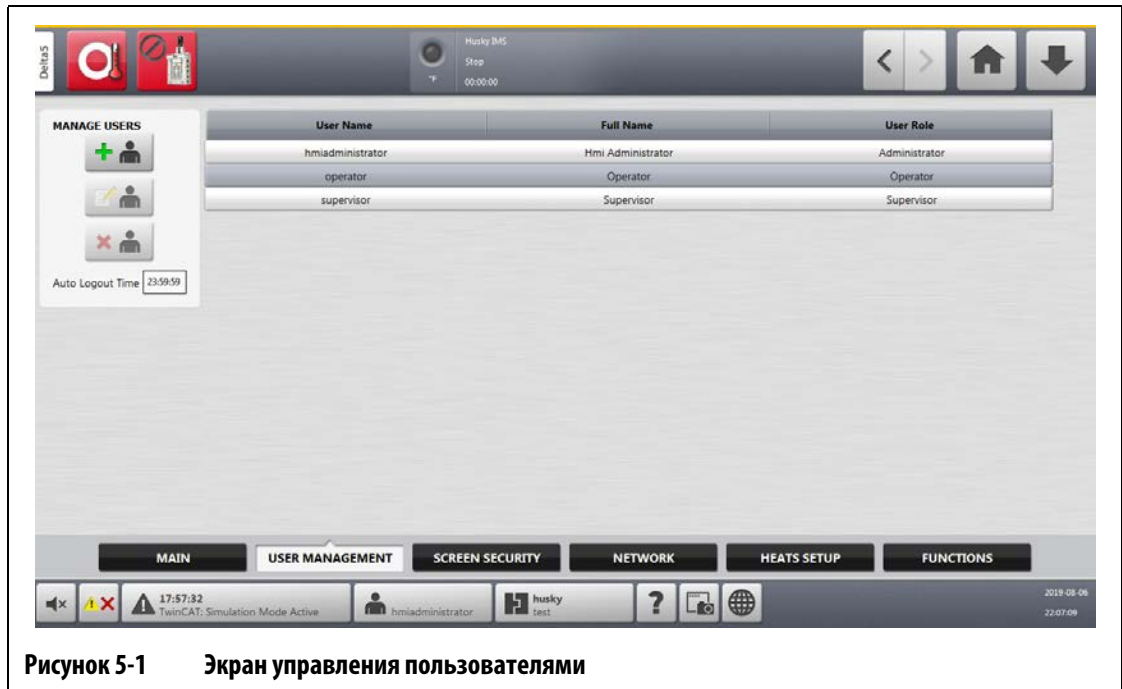 Delta5
Husky IMS
Stop
°F 00:00:00
MANAGE USERS
User Name Full Name User Role
hmiadministrator Hmi Administrator Administrator
operator Operator Operator
supervisor Supervisor Supervisor
Auto Logout Time 23:59:59
MAIN USER MANAGEMENT SCREEN SECURITY NETWORK HEATS SETUP FUNCTIONS
17:57:32
TwinCAT: Simulation Mode Active
hmiadministrator
husky
test
?
2019-08-06
22:07:09
Рисунок 5-1 Экран управления пользователями